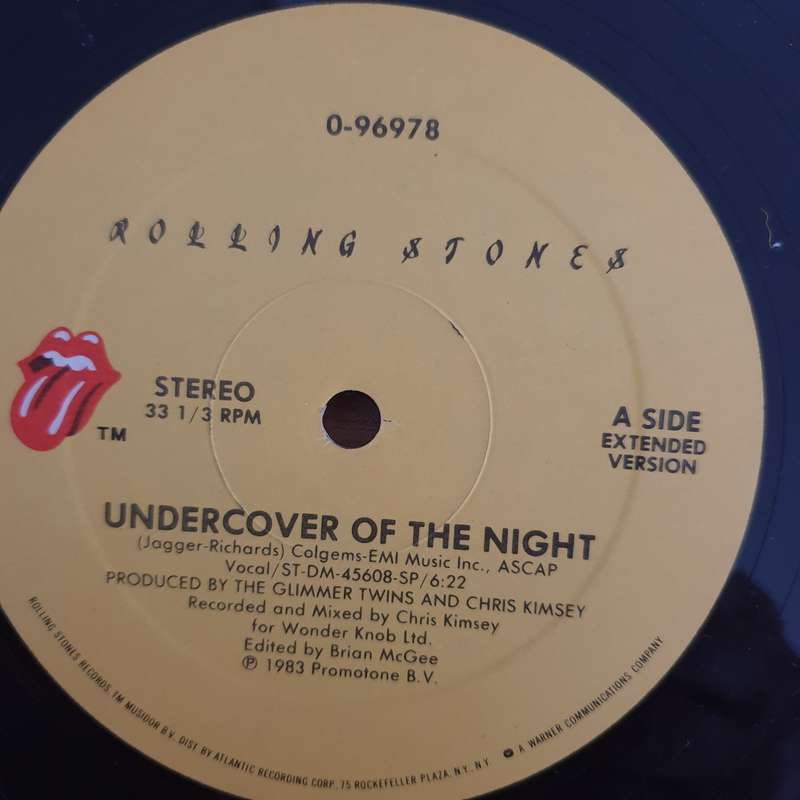 0-96978
ROLLING STONES
STEREO
33 1/3 RPM
TM
A SIDE
EXTENDED
VERSION
UNDERCOVER OF THE NIGHT
(Jagger-Richards) Colgems-EMI Music Inc., ASCAP
Vocal/ST-DM-45608-SP/6:22
PRODUCED BY THE GLIMMER TWINS AND CHRIS KIMSEY
Recorded and Mixed by Chris Kimsey
for Wonder Knob Ltd.
Edited by Brian McGee
℗ 1983 Promotone B.V.
ROLLING STONES RECORDS TM MUSIDOR B.V. DIST BY ATLANTIC RECORDING CORP., 75 ROCKEFELLER PLAZA, N.Y., N.Y. A WARNER COMMUNICATIONS COMPANY